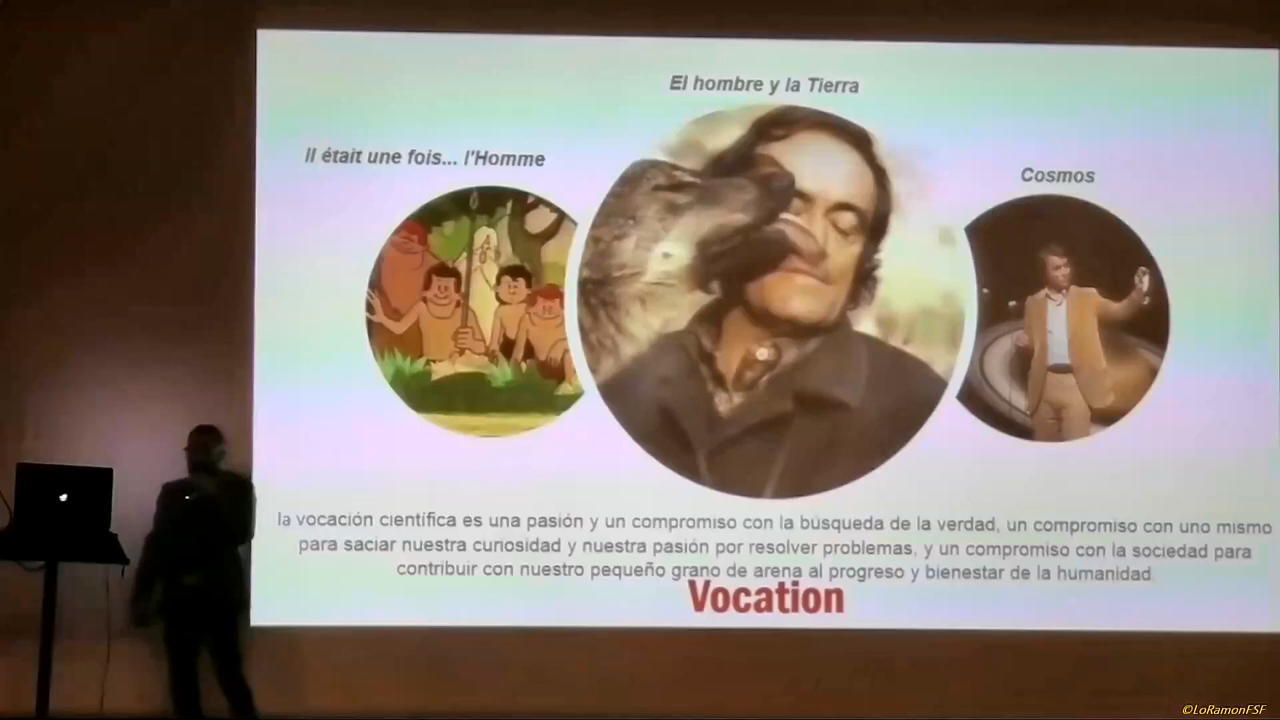 El hombre y la Tierra
Il était une fois... l'Homme
Cosmos
la vocación científica es una pasión y un compromiso con la búsqueda de la verdad, un compromiso con uno mismo
para saciar nuestra curiosidad y nuestra pasión por resolver problemas, y un compromiso con la sociedad para
contribuir con nuestro pequeño grano de arena al progreso y bienestar de la humanidad.
Vocation
©LoRamonFSF